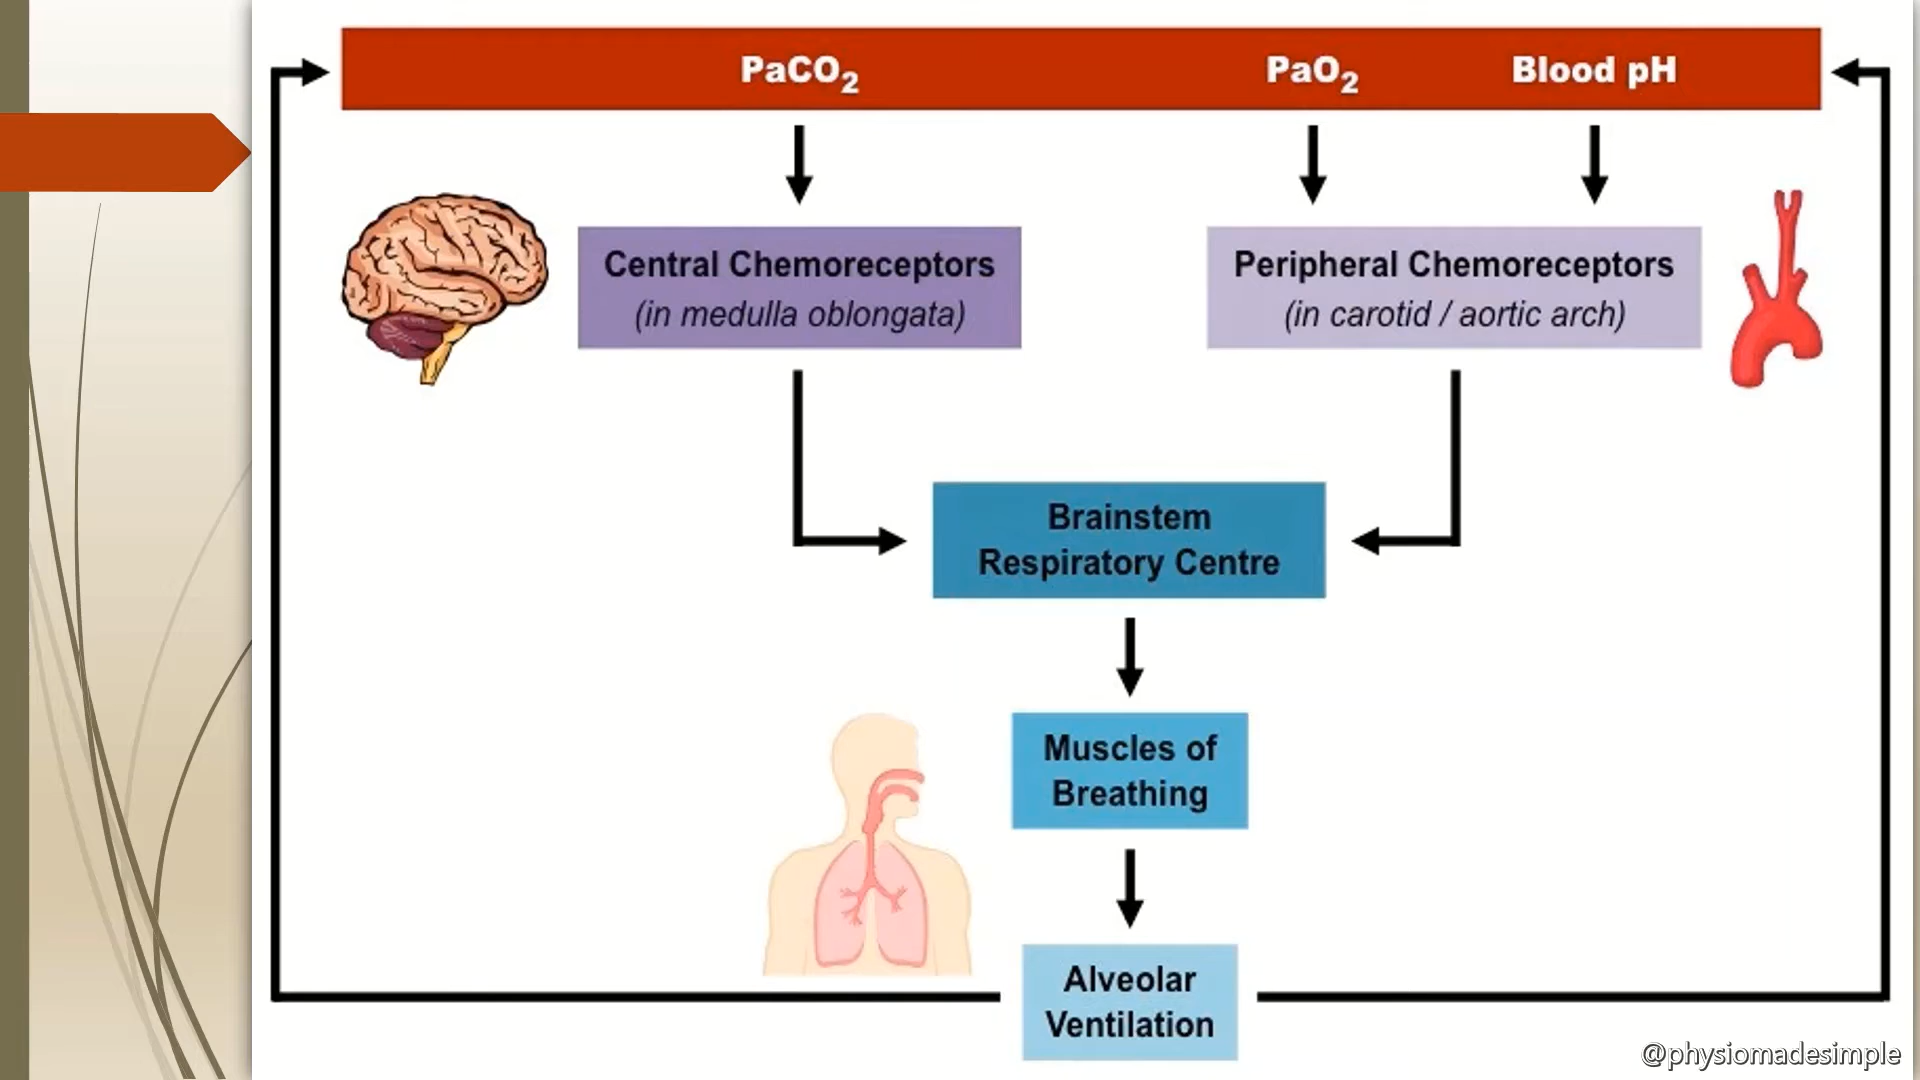 PaCO₂ PaO₂ Blood pH
Central Chemoreceptors
(in medulla oblongata)
Peripheral Chemoreceptors
(in carotid / aortic arch)
Brainstem
Respiratory Centre
Muscles of
Breathing
Alveolar
Ventilation
@physiomadesimple